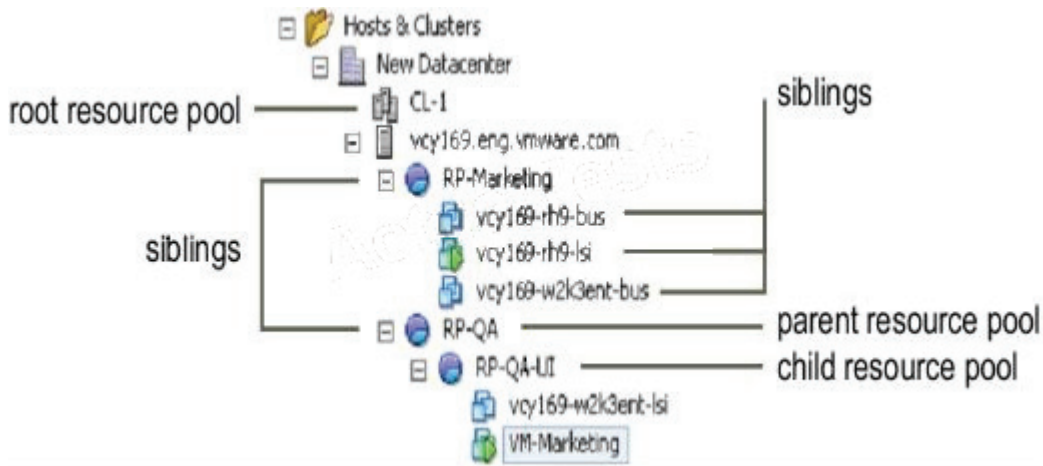 Hosts & Clusters
New Datacenter
root resource pool
CL-1
siblings
vcy169.eng.vmware.com
RP-Marketing
vcy169-rh9-bus
siblings
vcy169-rh9-lsi
vcy169-w2k3ent-bus
RP-QA
parent resource pool
RP-QA-UI
child resource pool
vcy169-w2k3ent-lsi
VM-Marketing